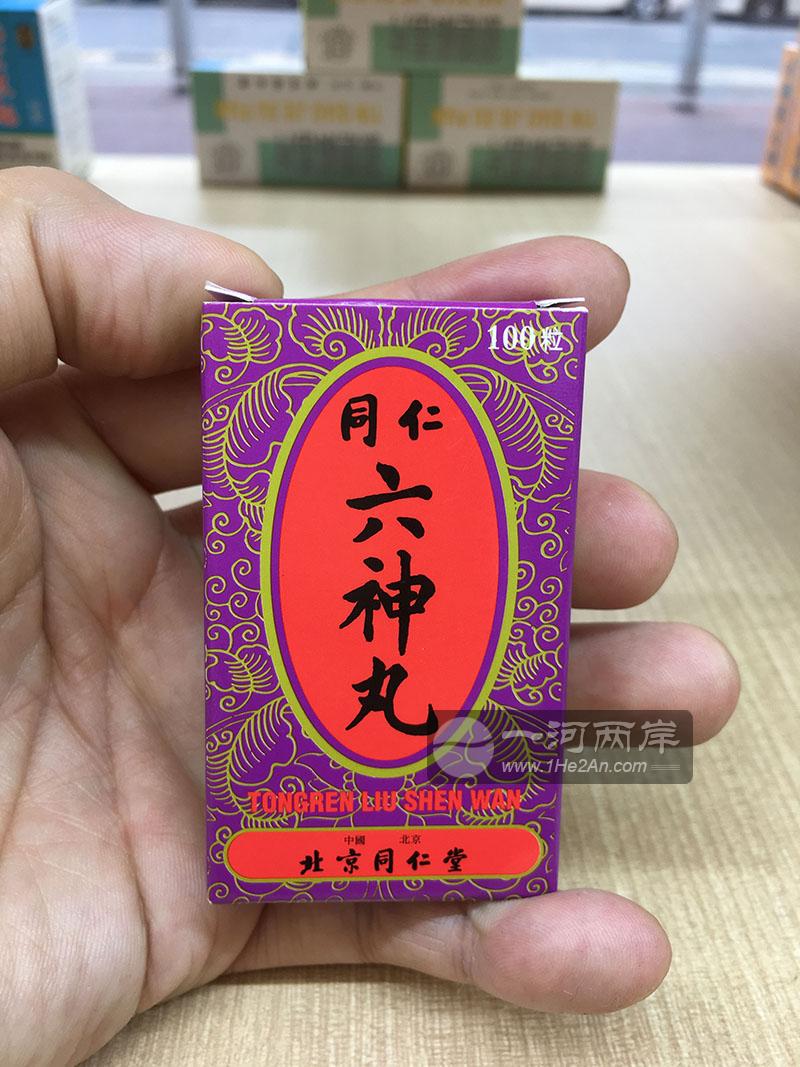 100粒
同仁
六神丸
TONGREN LIU SHEN WAN
中國 北京
北京同仁堂
一河两岸
www.1He2An.com